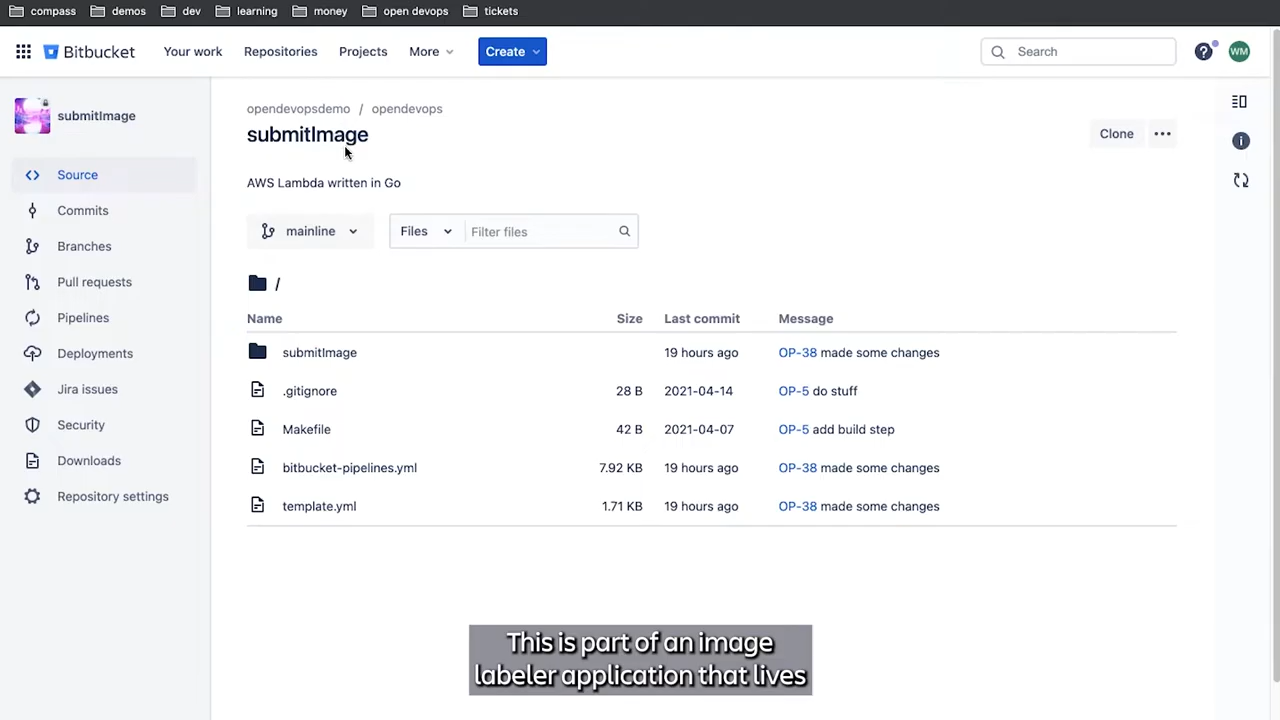 compass demos dev learning money open devops tickets
Bitbucket Your work Repositories Projects More Create Search ? WM
submitImage
Source
Commits
Branches
Pull requests
Pipelines
Deployments
Jira issues
Security
Downloads
Repository settings
opendevopsdemo / opendevops
submitImage
Clone
AWS Lambda written in Go
mainline Files Filter files
/
Name Size Last commit Message
submitImage 19 hours ago OP-38 made some changes
.gitignore 28 B 2021-04-14 OP-5 do stuff
Makefile 42 B 2021-04-07 OP-5 add build step
bitbucket-pipelines.yml 7.92 KB 19 hours ago OP-38 made some changes
template.yml 1.71 KB 19 hours ago OP-38 made some changes
This is part of an image
labeler application that lives